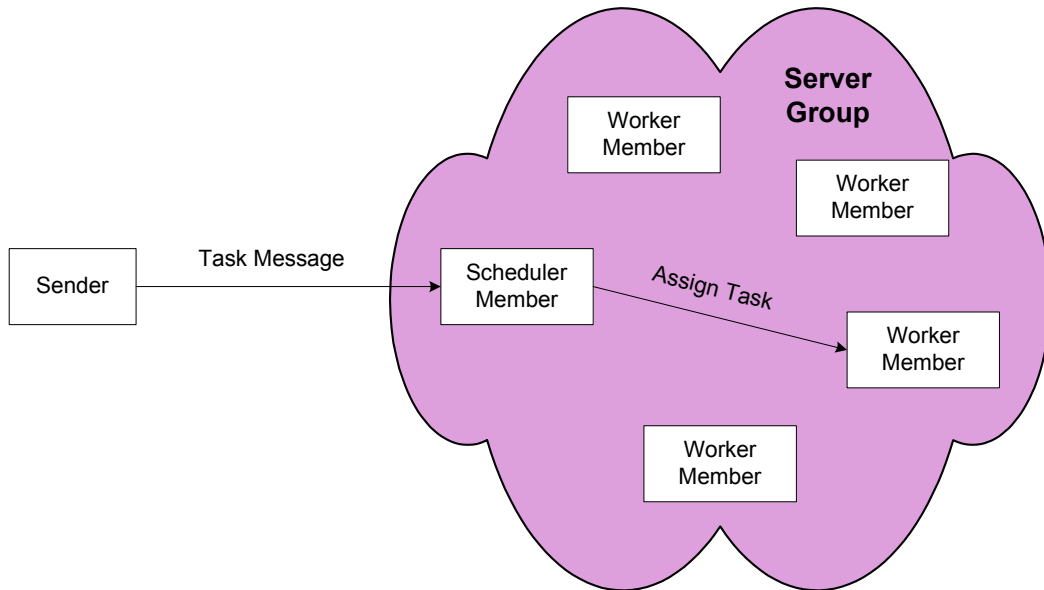 Server
Group
Worker
Member
Worker
Member
Task Message
Sender
Scheduler
Member
Assign Task
Worker
Member
Worker
Member